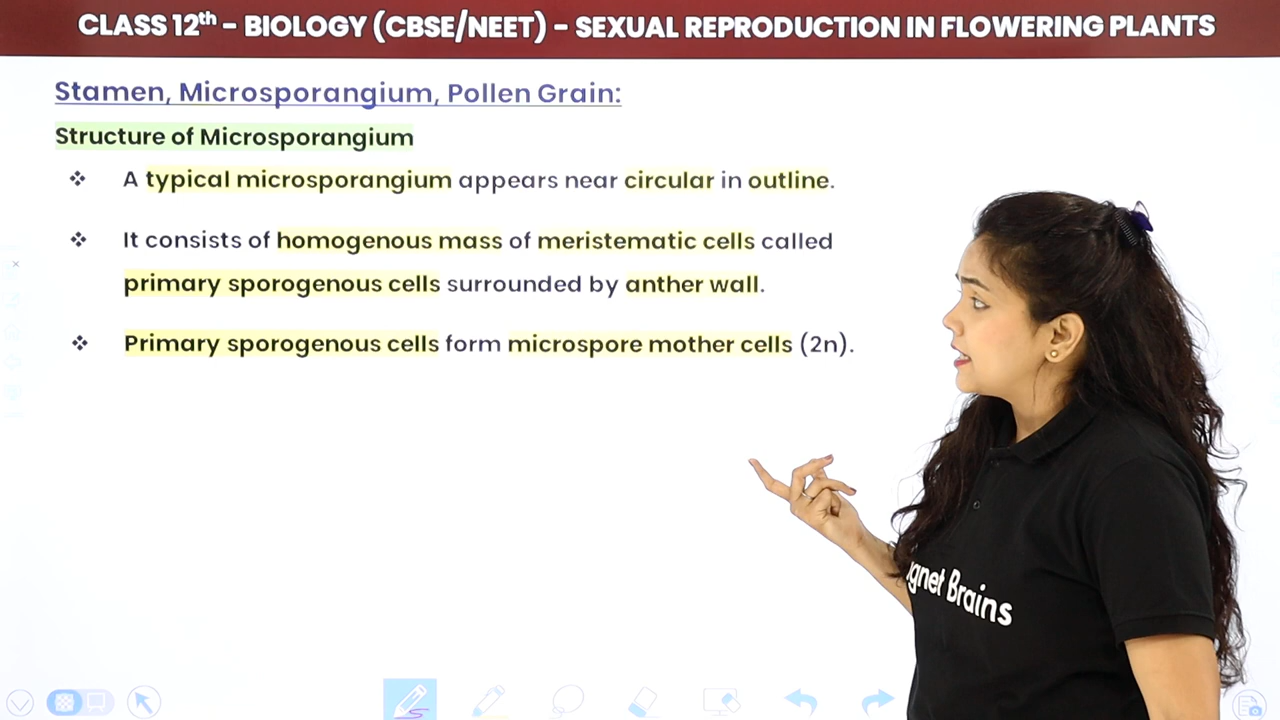 CLASS 12th – BIOLOGY (CBSE/NEET) – SEXUAL REPRODUCTION IN FLOWERING PLANTS
Stamen, Microsporangium, Pollen Grain:
Structure of Microsporangium
❖ A typical microsporangium appears near circular in outline.
❖ It consists of homogenous mass of meristematic cells called
primary sporogenous cells surrounded by anther wall.
❖ Primary sporogenous cells form microspore mother cells (2n).
gnet Brains